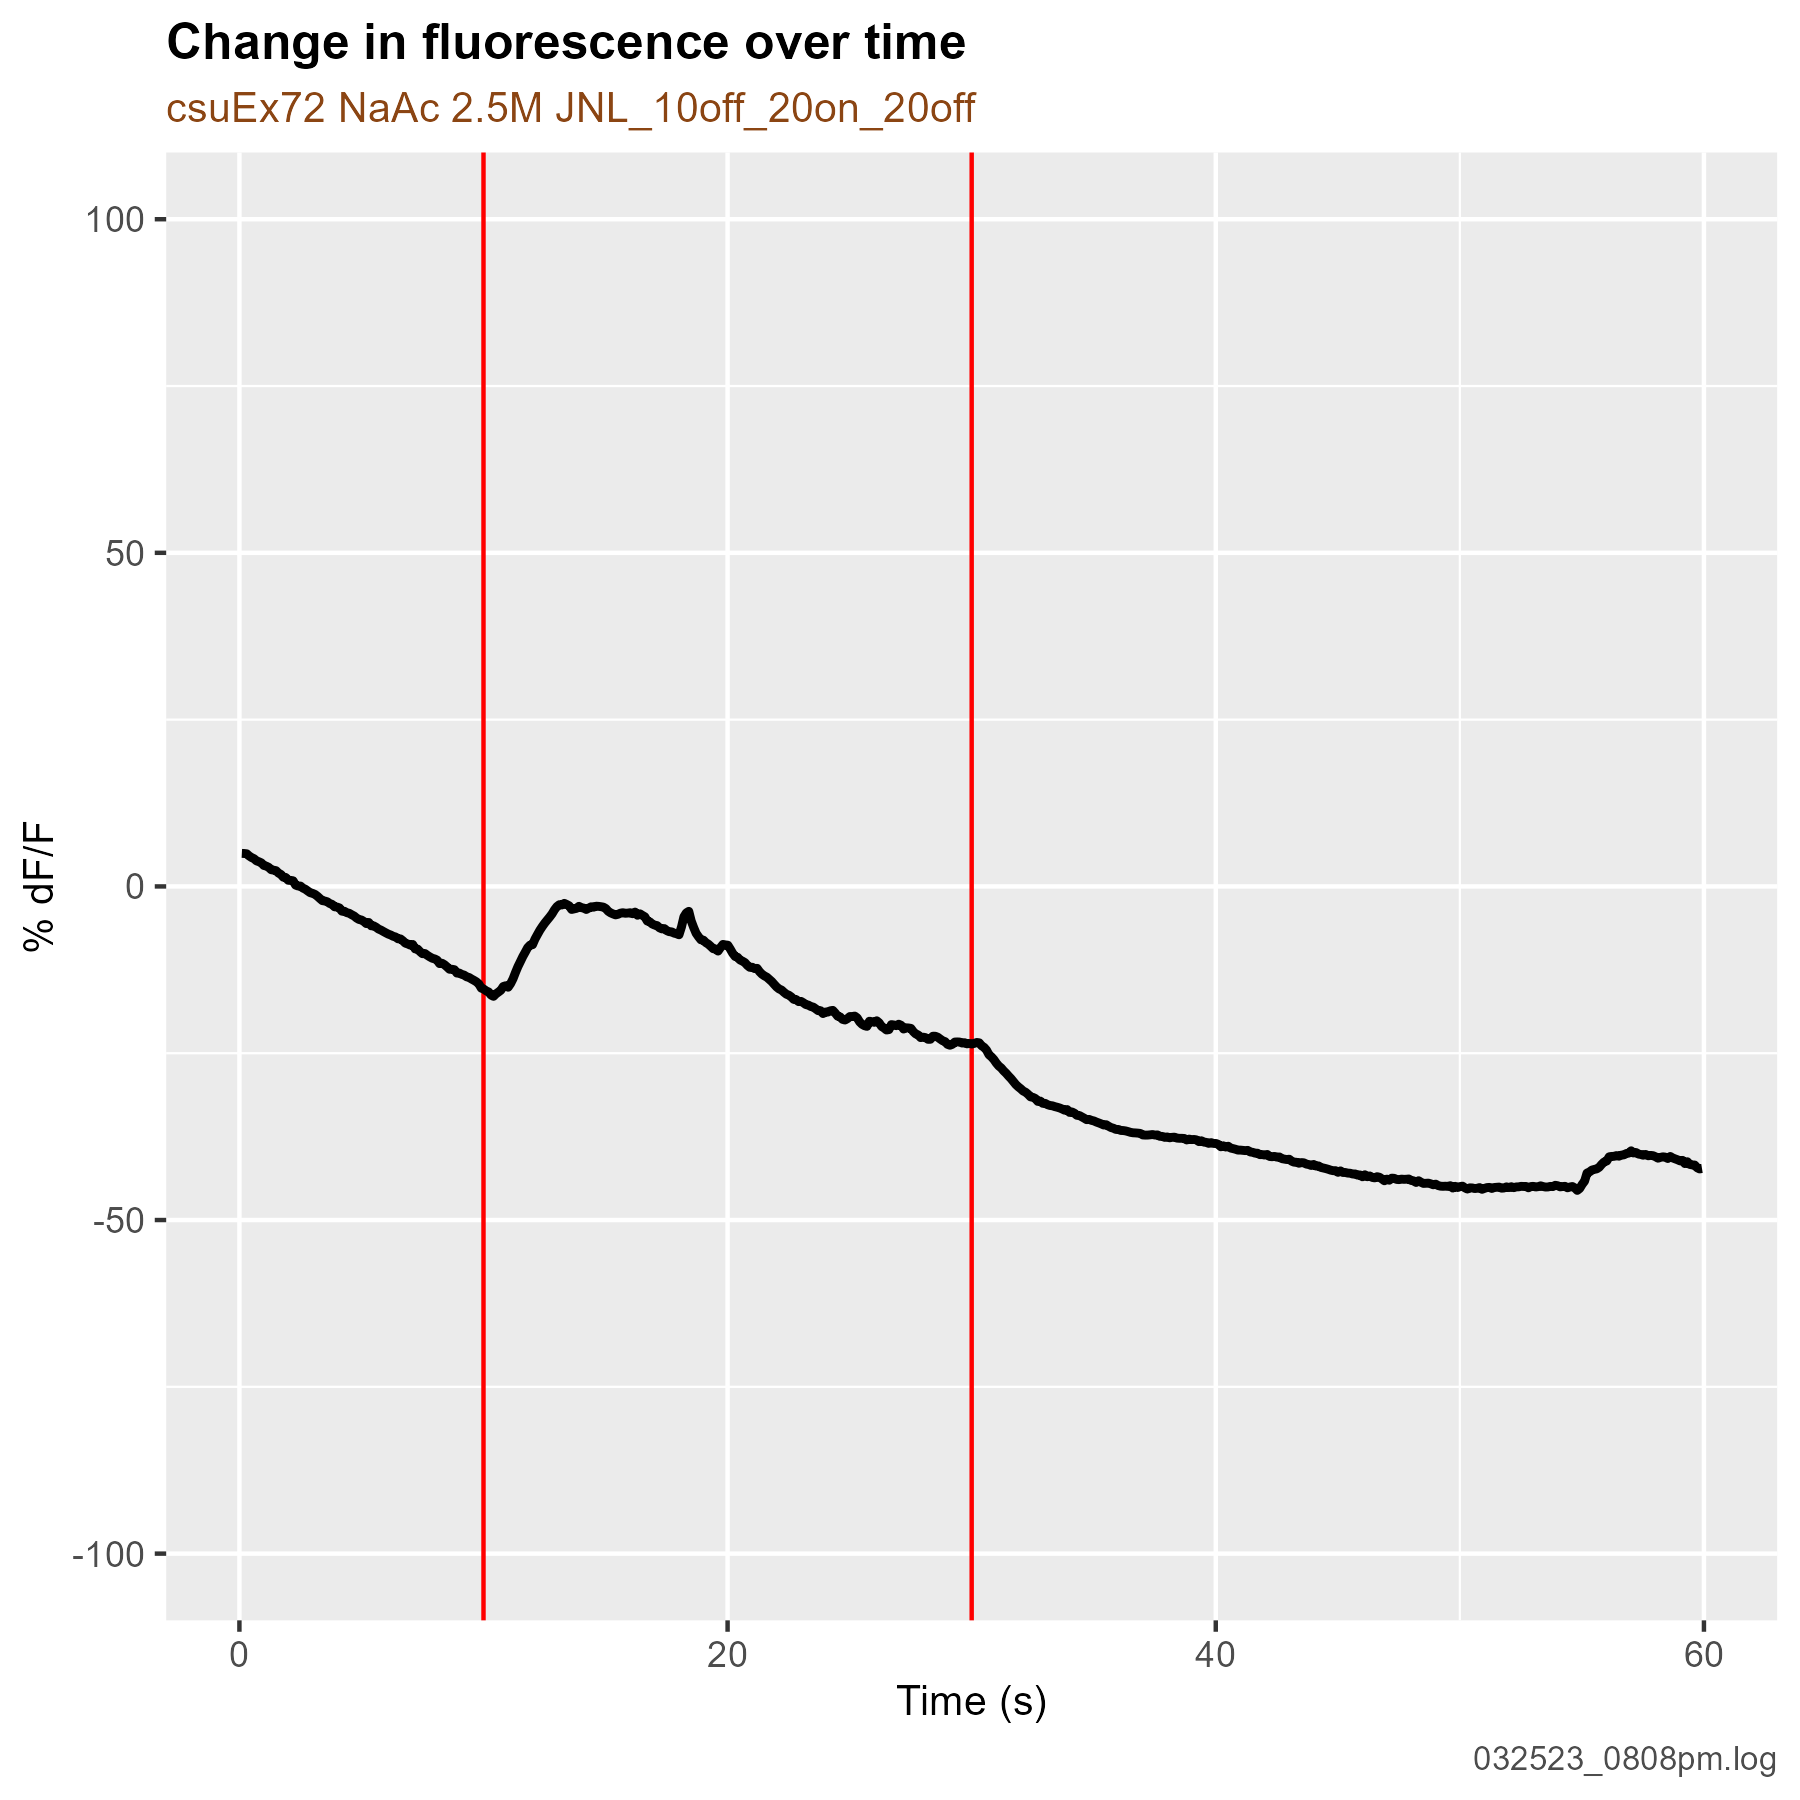 Change in fluorescence over time
csuEx72 NaAc 2.5M JNL_10off_20on_20off
100
50
0
-50
-100
% dF/F
0 20 40 60
Time (s)
032523_0808pm.log